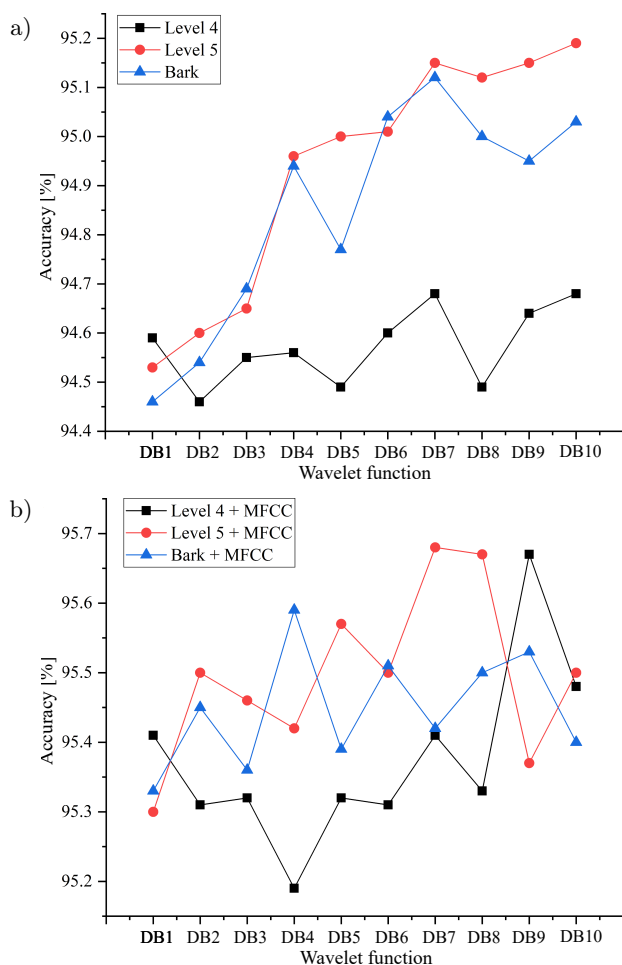 a)
Level 4
Level 5
Bark
95.2
95.1
95.0
94.9
94.8
94.7
94.6
94.5
94.4
Accuracy [%]
DB1 DB2 DB3 DB4 DB5 DB6 DB7 DB8 DB9 DB10
Wavelet function
b)
Level 4 + MFCC
Level 5 + MFCC
Bark + MFCC
95.7
95.6
95.5
95.4
95.3
95.2
Accuracy [%]
DB1 DB2 DB3 DB4 DB5 DB6 DB7 DB8 DB9 DB10
Wavelet function